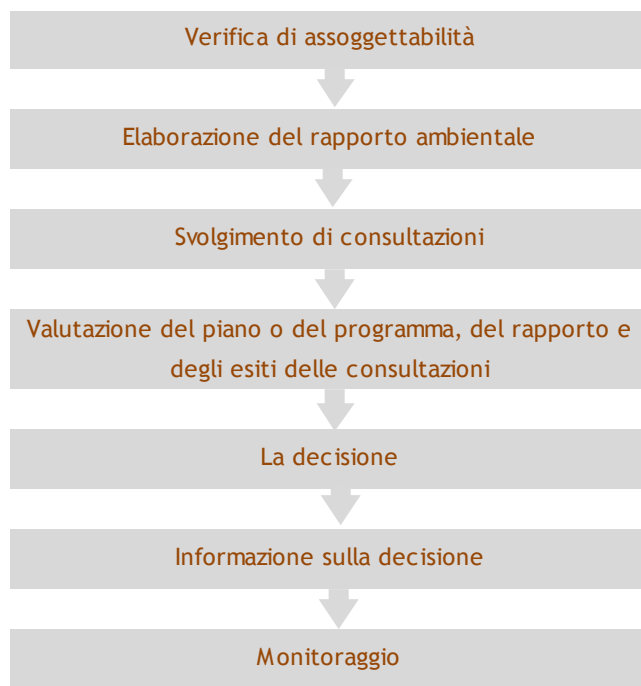 Verifica di assoggettabilità
Elaborazione del rapporto ambientale
Svolgimento di consultazioni
Valutazione del piano o del programma, del rapporto e
degli esiti delle consultazioni
La decisione
Informazione sulla decisione
Monitoraggio